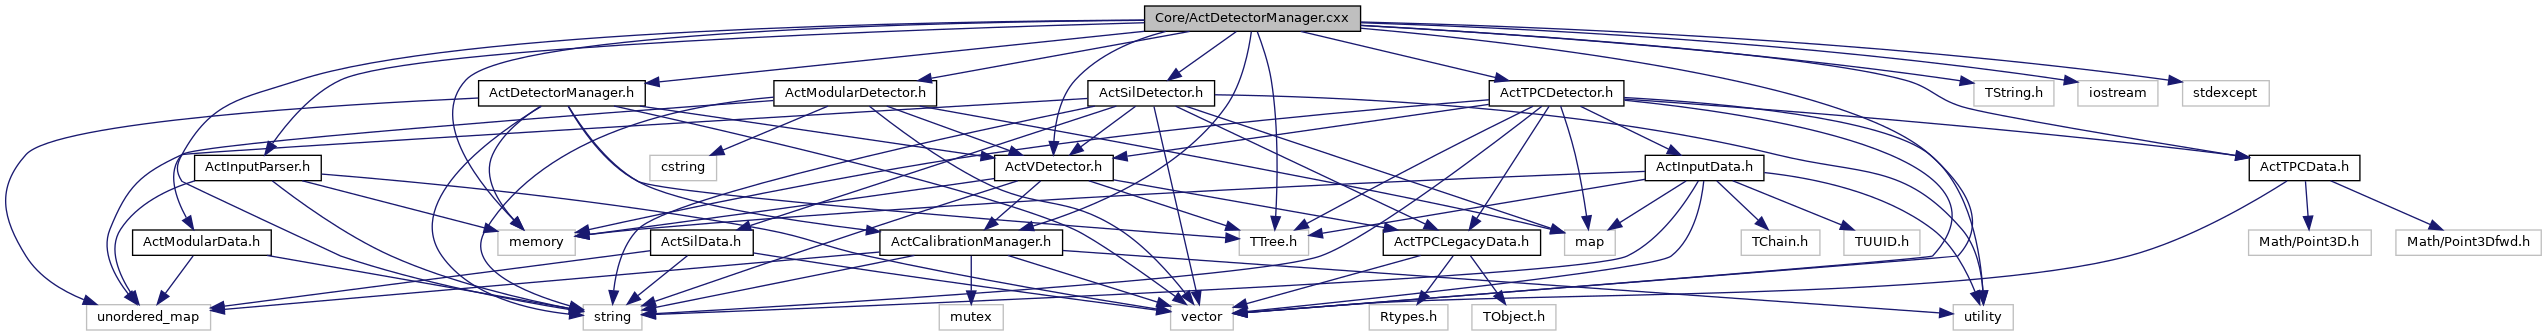 Core/ActDetectorManager.cxx
ActDetectorManager.h
ActModularDetector.h
ActSilDetector.h
ActTPCDetector.h
TString.h
iostream
stdexcept
ActInputParser.h
cstring
ActVDetector.h
ActInputData.h
ActTPCData.h
ActModularData.h
memory
ActSilData.h
ActCalibrationManager.h
TTree.h
ActTPCLegacyData.h
map
TChain.h
TUUID.h
Math/Point3D.h
Math/Point3Dfwd.h
unordered_map
string
mutex
vector
Rtypes.h
TObject.h
utility